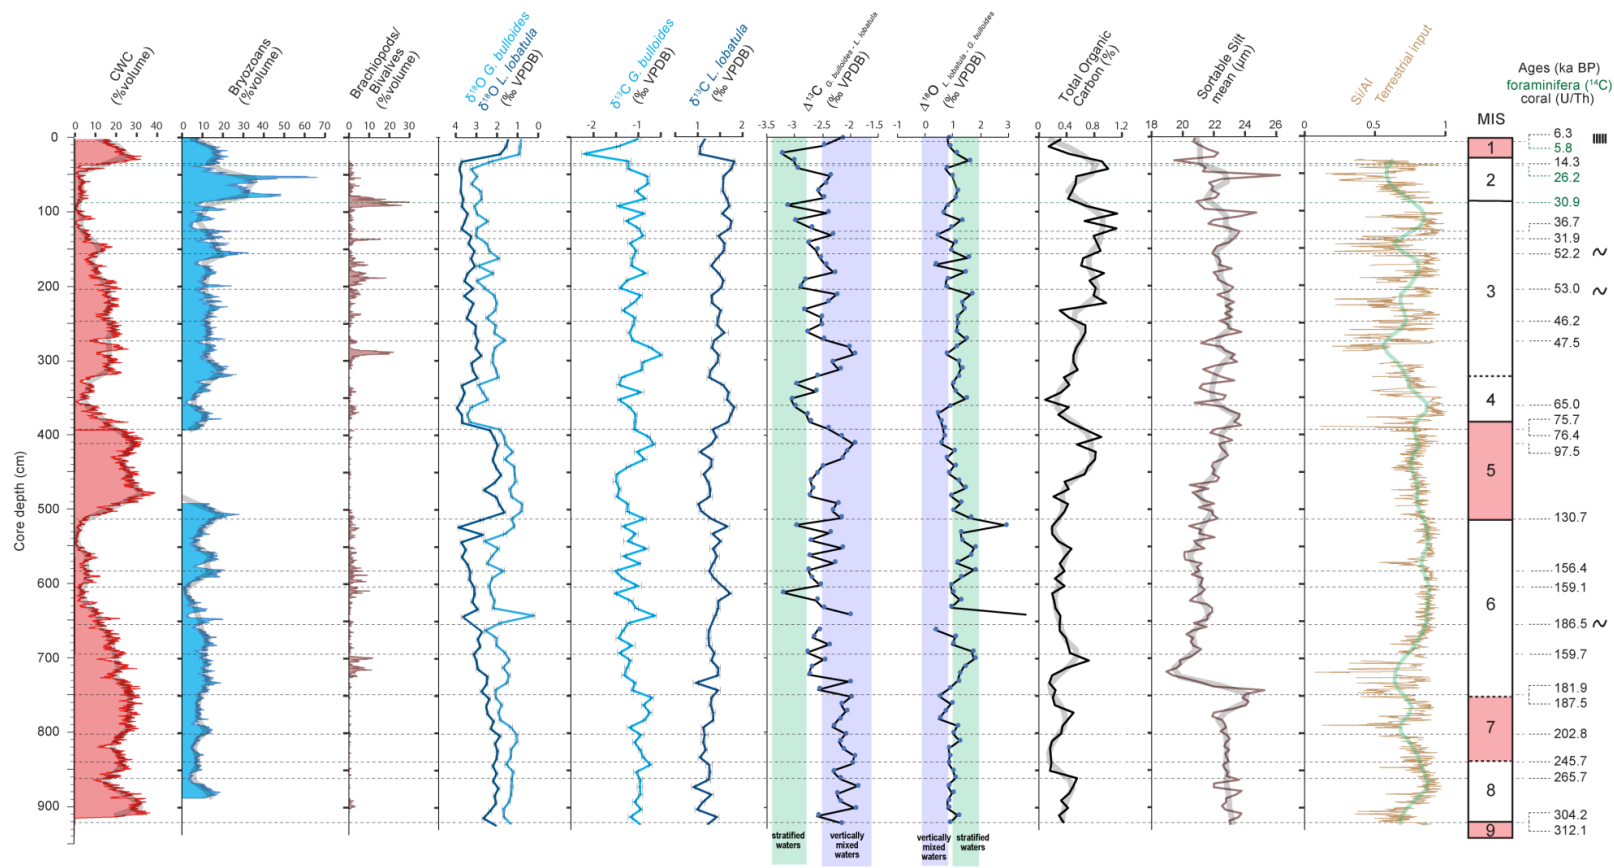 CWC
(%volume)
Bryozoans
(%volume)
Brachiopods/
Bivalves
(%volume)
δ¹⁸O G. bulloides
δ¹⁸O L. lobatula
(‰ VPDB)
δ¹³C G. bulloides
(‰ VPDB)
δ¹³C L. lobatula
(‰ VPDB)
Δ¹³C G. bulloides - L. lobatula
(‰ VPDB)
Δ¹⁸O L. lobatula - G. bulloides
(‰ VPDB)
Total Organic
Carbon (%)
Sortable Silt
mean (μm)
Si/Al
Terrestrial input
Ages (ka BP)
foraminifera (¹⁴C)
coral (U/Th)
MIS
0 10 20 30 40
0 10 20 30 40 50 60 70
0 10 20 30
4 3 2 1 0
-2 -1
1 2
-3.5 -2.5 -2 -1.5
-1 0 1 2 3
0 0.4 0.8 1.2
18 20 22 24 26
0 0.5 1
Core depth (cm)
0
100
200
300
400
500
600
700
800
900
1
2
3
4
5
6
7
8
9
6.3
5.8
14.3
26.2
30.9
36.7
31.9
52.2 ~
53.0 ~
46.2
47.5
65.0
75.7
76.4
97.5
130.7
156.4
159.1
186.5 ~
159.7
181.9
187.5
202.8
245.7
265.7
304.2
312.1
stratified
waters
vertically
mixed
waters
vertically
mixed
waters
stratified
waters